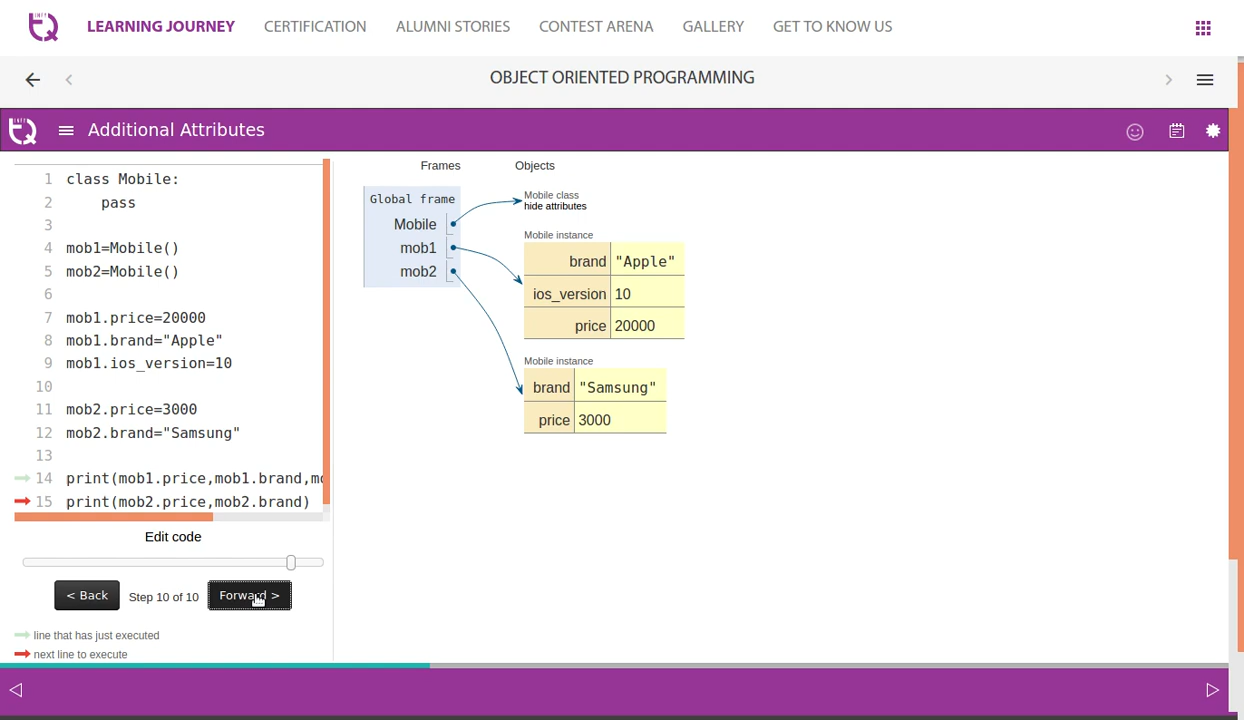 LEARNING JOURNEY CERTIFICATION ALUMNI STORIES CONTEST ARENA GALLERY GET TO KNOW US
OBJECT ORIENTED PROGRAMMING
Additional Attributes
1 class Mobile:
2     pass
3
4 mob1=Mobile()
5 mob2=Mobile()
6
7 mob1.price=20000
8 mob1.brand="Apple"
9 mob1.ios_version=10
10
11 mob2.price=3000
12 mob2.brand="Samsung"
13
14 print(mob1.price,mob1.brand,mo
15 print(mob2.price,mob2.brand)
Edit code
< Back Step 10 of 10 Forward >
line that has just executed
next line to execute
Frames Objects
Global frame
Mobile
mob1
mob2
Mobile class
hide attributes
Mobile instance
brand "Apple"
ios_version 10
price 20000
Mobile instance
brand "Samsung"
price 3000